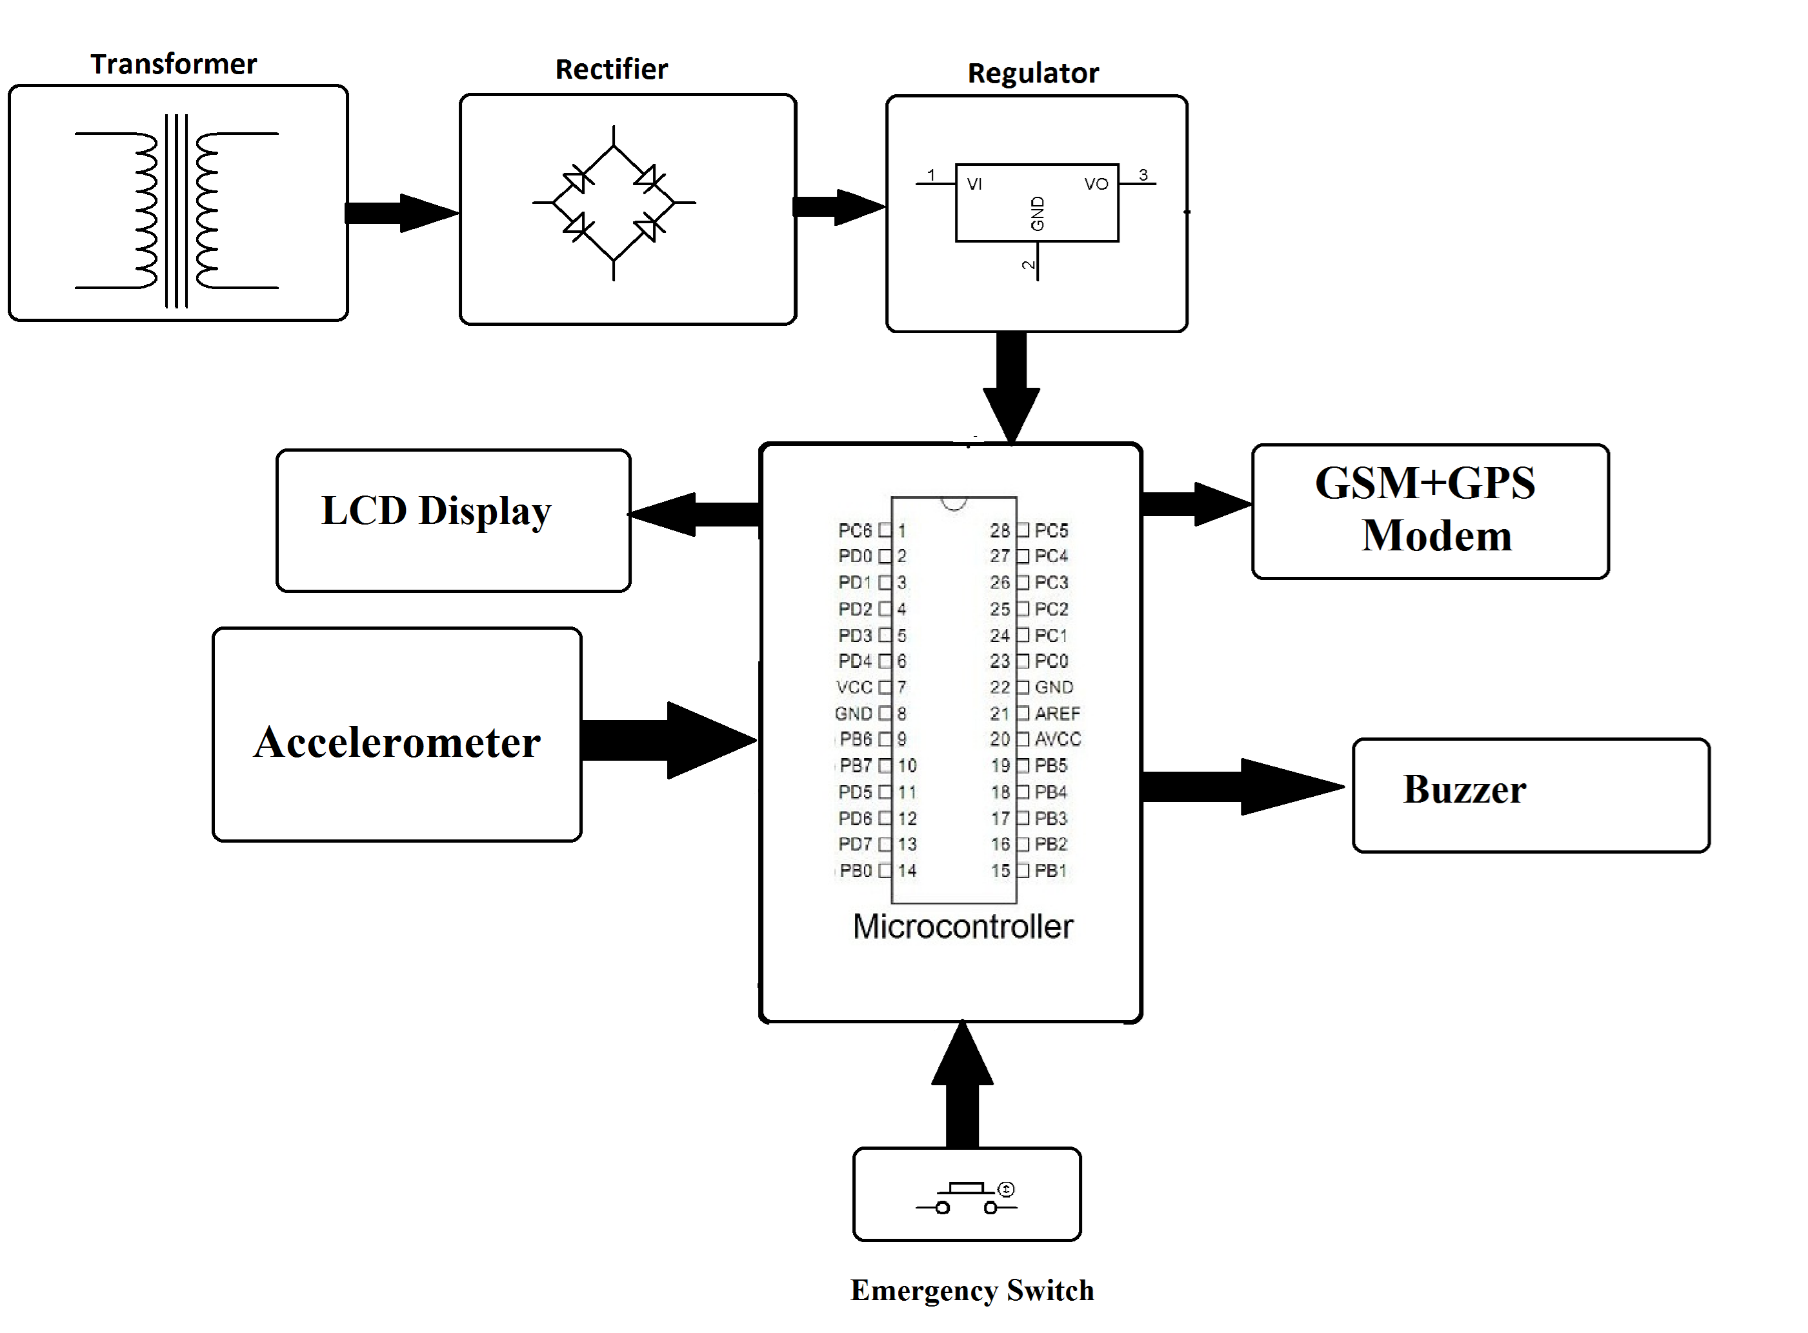 Transformer
Rectifier
Regulator
1 VI VO 3
GND
2
LCD Display
GSM+GPS
Modem
Accelerometer
Buzzer
PC6 1 28 PC5
PD0 2 27 PC4
PD1 3 26 PC3
PD2 4 25 PC2
PD3 5 24 PC1
PD4 6 23 PC0
VCC 7 22 GND
GND 8 21 AREF
PB6 9 20 AVCC
PB7 10 19 PB5
PD5 11 18 PB4
PD6 12 17 PB3
PD7 13 16 PB2
PB0 14 15 PB1
Microcontroller
Emergency Switch